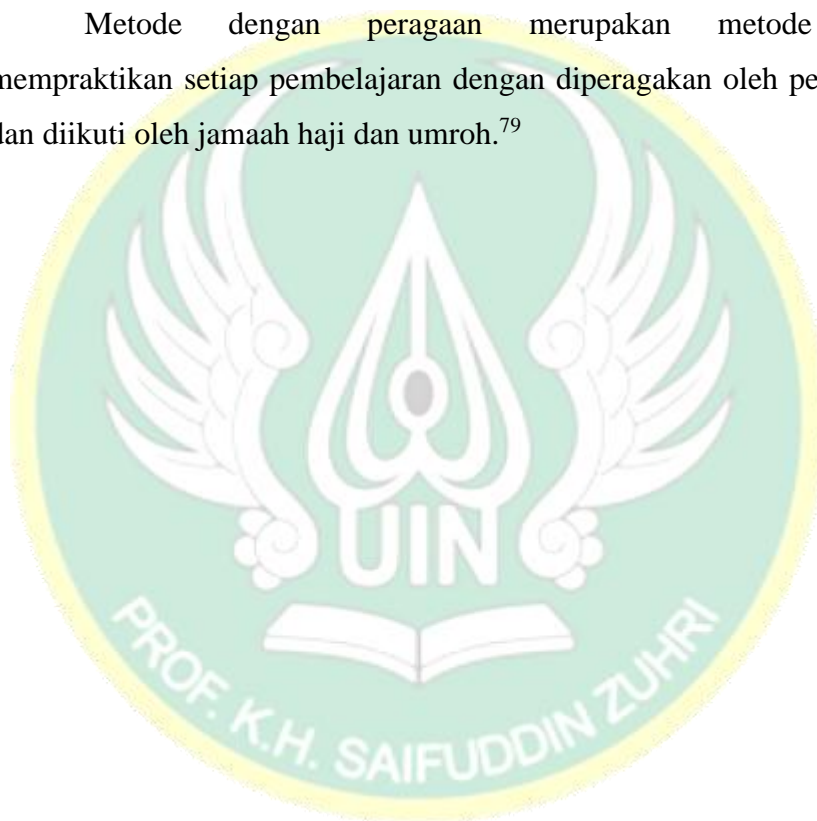 Metode dengan peragaan merupakan metode
mempraktikan setiap pembelajaran dengan diperagakan oleh pe
dan diikuti oleh jamaah haji dan umroh.79
UIN
PROF. K.H. SAIFUDDIN ZUHRI